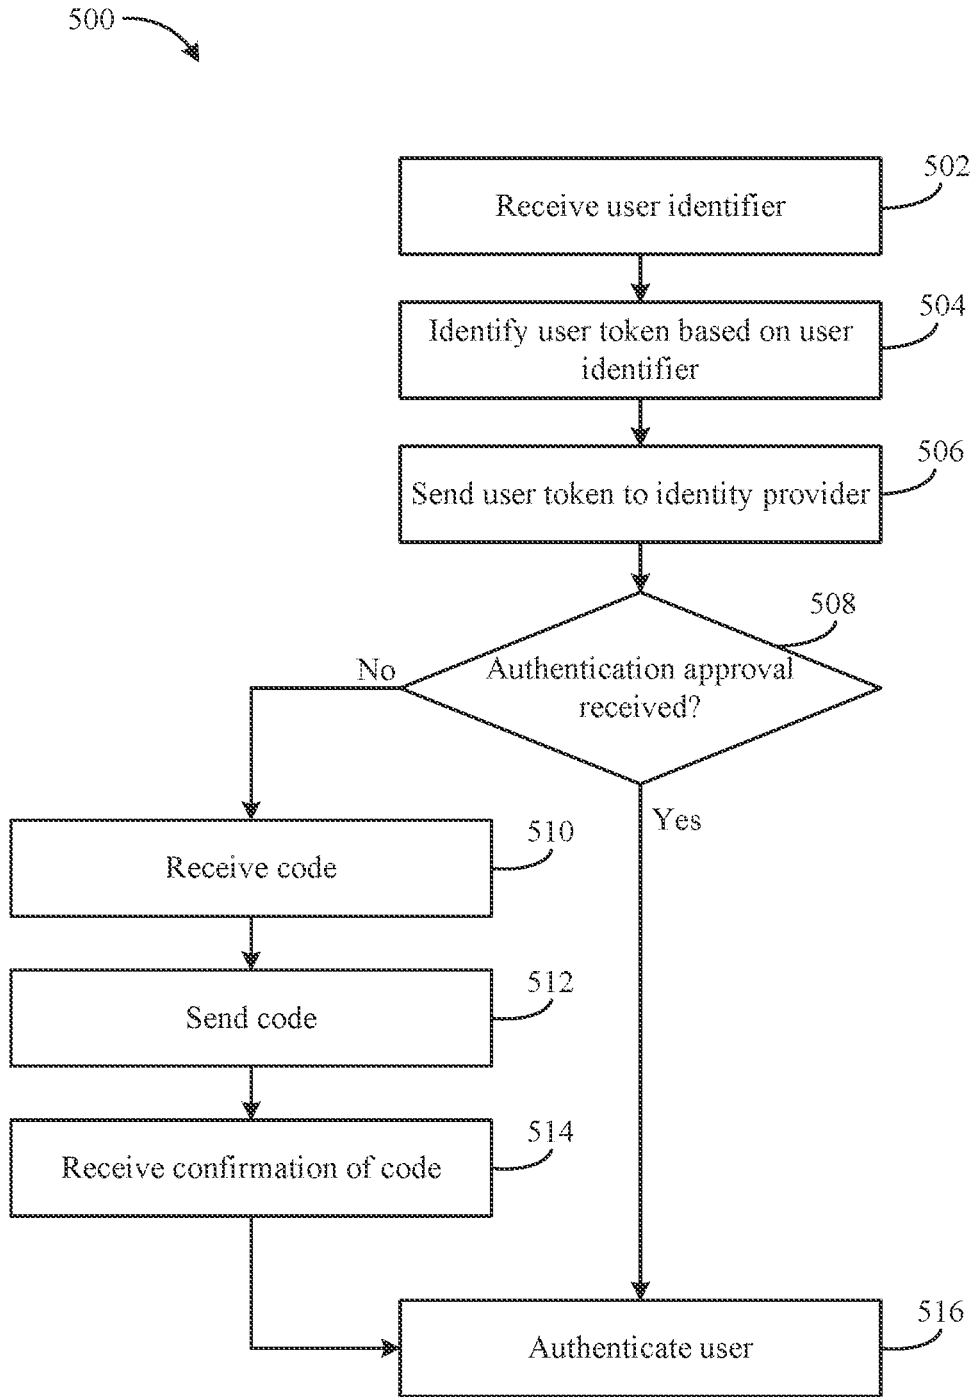 500
502
Receive user identifier
504
Identify user token based on user
identifier
506
Send user token to identity provider
508
Authentication approval
received?
No
Yes
510
Receive code
512
Send code
514
Receive confirmation of code
516
Authenticate user